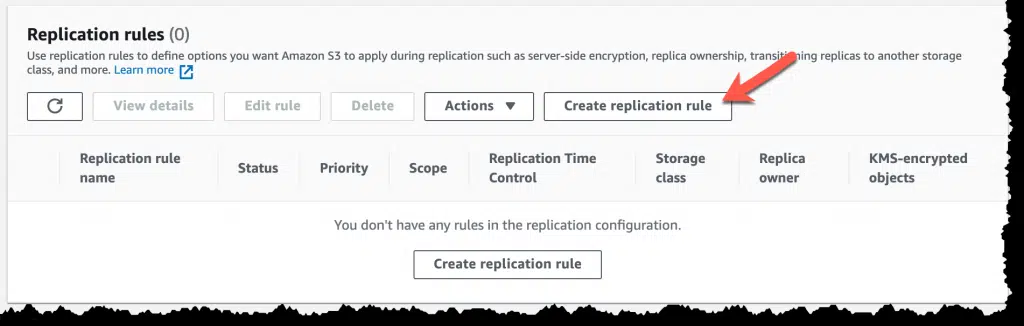 Replication rules (0)
Use replication rules to define options you want Amazon S3 to apply during replication such as server-side encryption, replica ownership, transitioning replicas to another storage
class, and more. Learn more
View details Edit rule Delete Actions Create replication rule
Replication rule name Status Priority Scope Replication Time Control Storage class Replica owner KMS-encrypted objects
You don't have any rules in the replication configuration.
Create replication rule